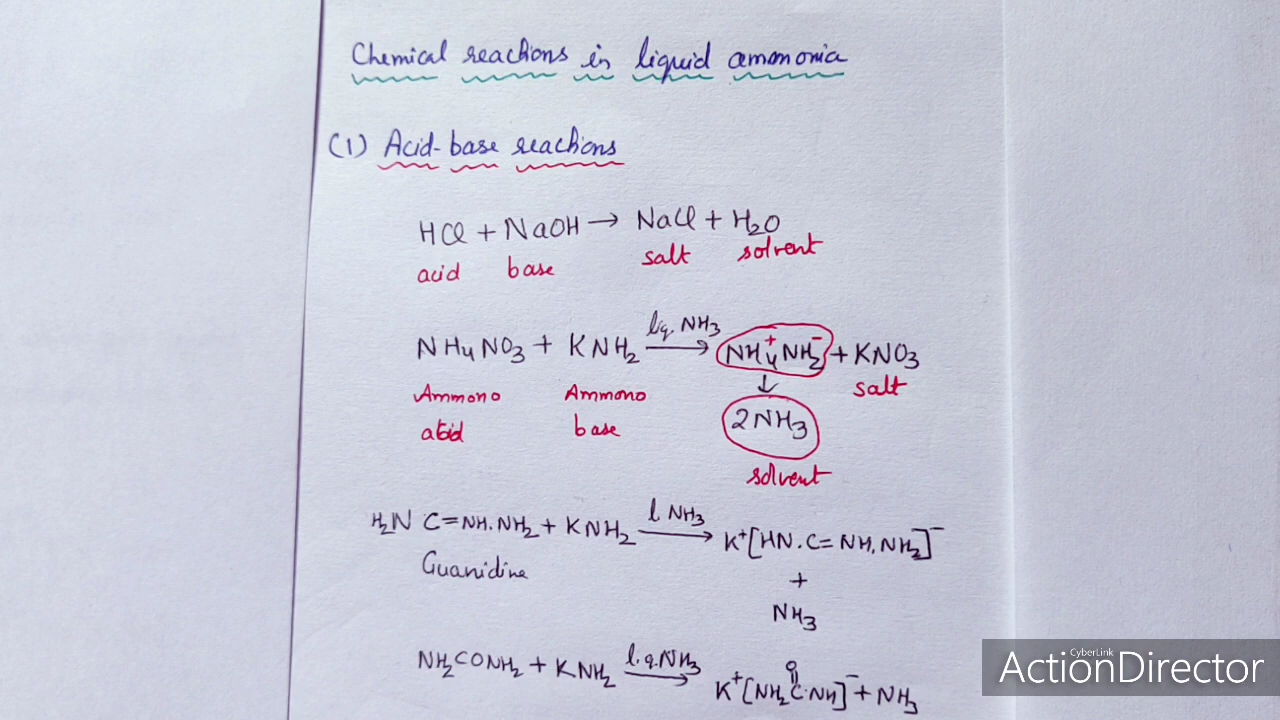 Chemical reactions in liquid ammonia
(1) Acid-base reactions
HCl + NaOH → NaCl + H₂O
acid base salt solvent
NH₄NO₃ + KNH₂ liq. NH₃ → NH₄⁺NH₂⁻ + KNO₃
↓
Ammono Ammono salt
acid base 2NH₃
solvent
H₂N C=NH.NH₂ + KNH₂ l NH₃ → K⁺[HN.C=NH.NH₂]⁻
Guanidine +
NH₃
NH₂CONH₂ + KNH₂ l.q.NH₃ → K⁺[NH₂C(=O).NH]⁻ + NH₃
CyberLink
ActionDirector